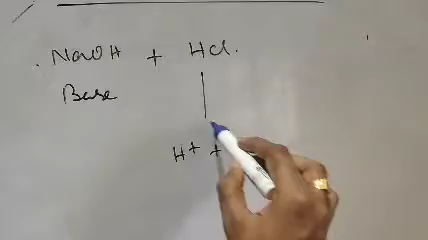 NaOH + HCl.
Base
H+ +